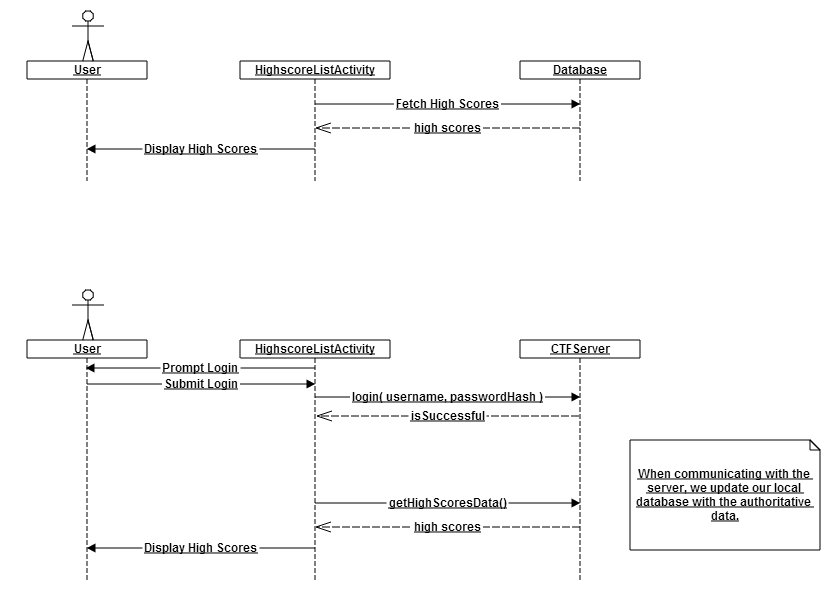 User
HighscoreListActivity
Database
Fetch High Scores
high scores
Display High Scores
User
HighscoreListActivity
CTFServer
Prompt Login
Submit Login
login( username, passwordHash )
isSuccessful
When communicating with the
server, we update our local
database with the authoritative
data.
getHighScoresData()
high scores
Display High Scores